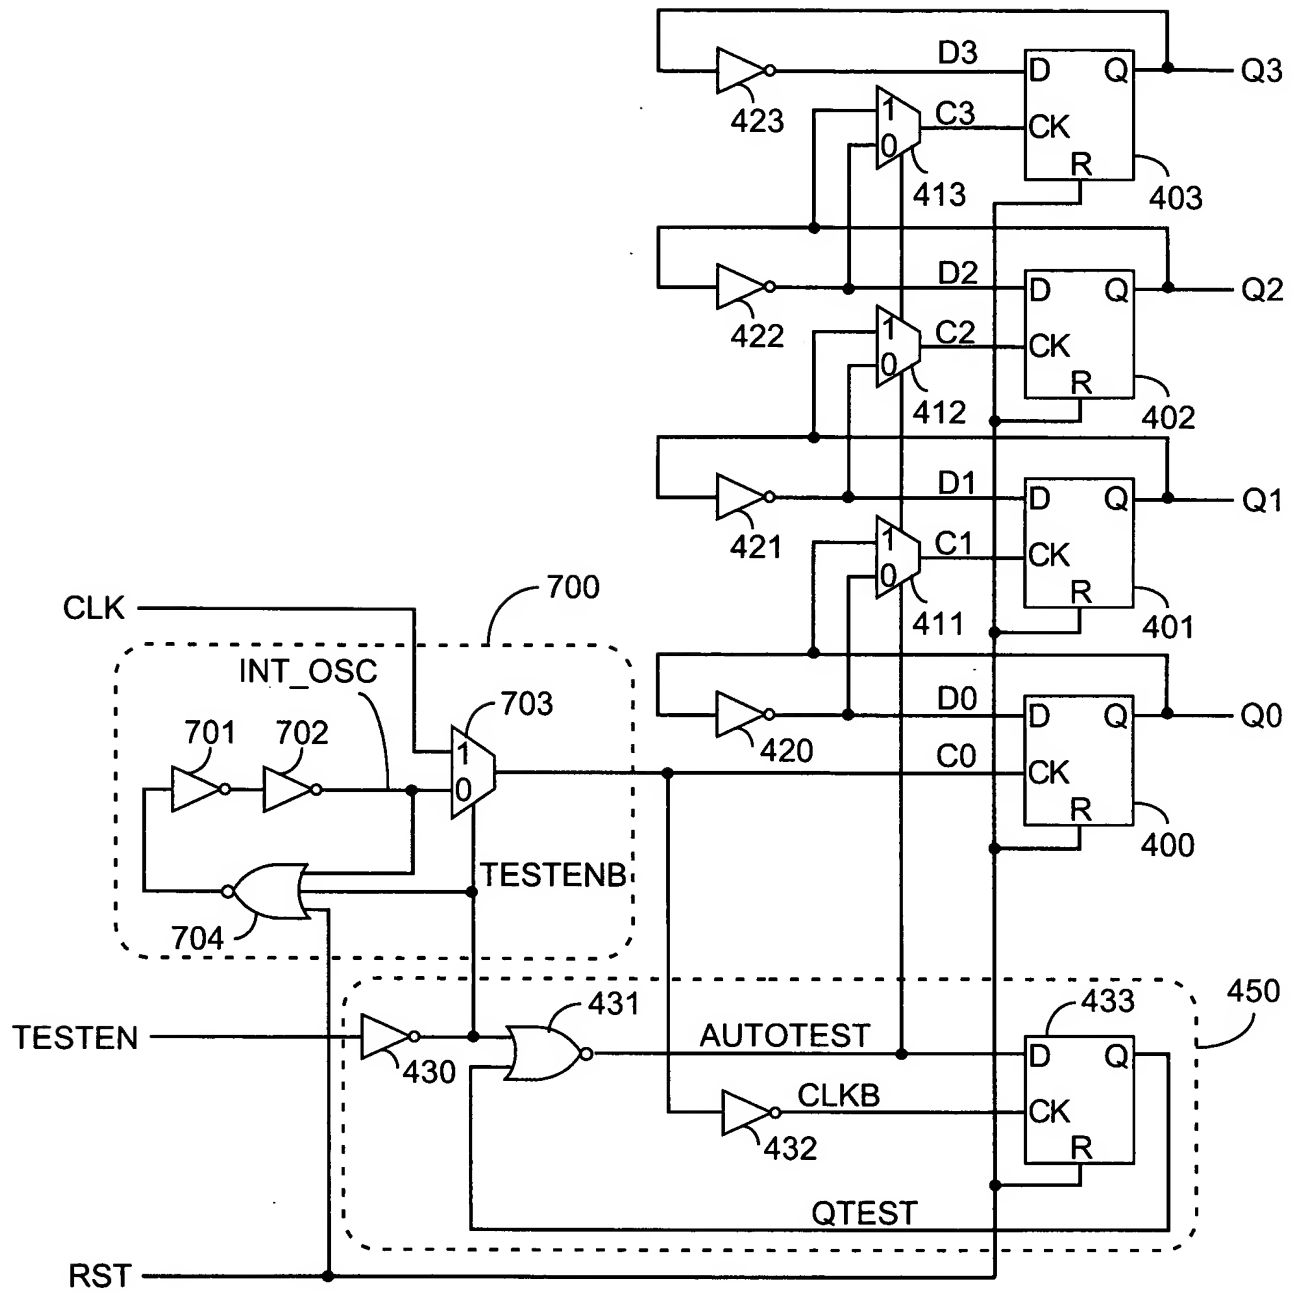 D3 D Q Q3
423 1 C3 CK
0 R
413 403
D2 D Q Q2
422 1 C2 CK
0 R
412 402
D1 D Q Q1
421 1 C1 CK
0 R
411 401
CLK 700
INT_OSC
703 D0 D Q Q0
701 702 1 420 C0 CK
0 R
400
TESTENB
704
450
431 433
TESTEN AUTOTEST D Q
430 CLKB CK
432 R
QTEST
RST